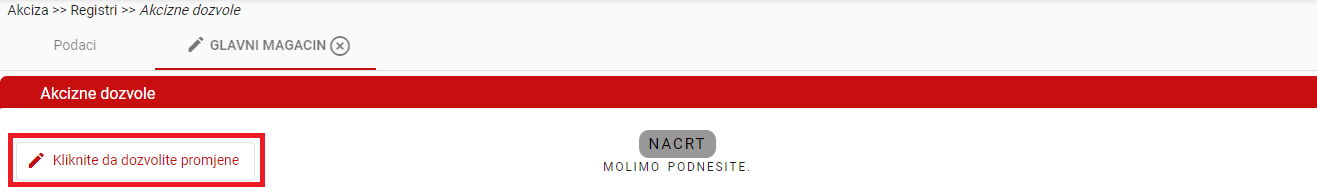 Akciza >> Registri >> Akcizne dozvole
Podaci
GLAVNI MAGACIN
Akcizne dozvole
Kliknite da dozvolite promjene
NACRT
MOLIMO PODNESITE.